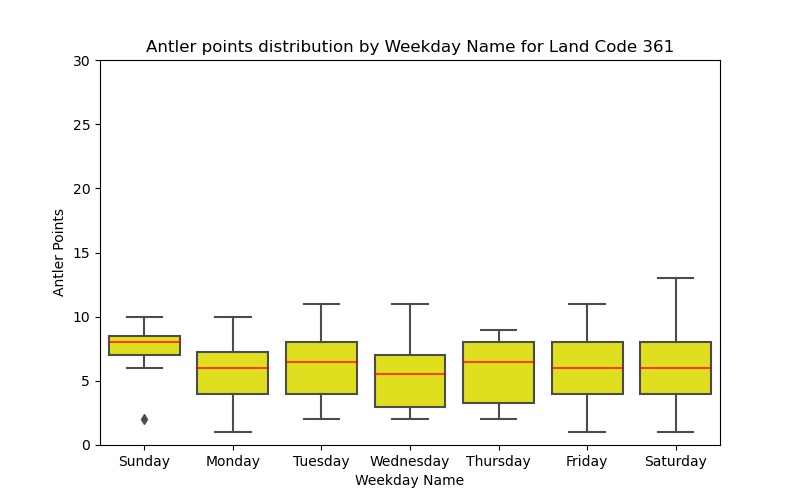 Antler points distribution by Weekday Name for Land Code 361
30
25
20
15
10
5
0
Antler Points
Sunday Monday Tuesday Wednesday Thursday Friday Saturday
Weekday Name